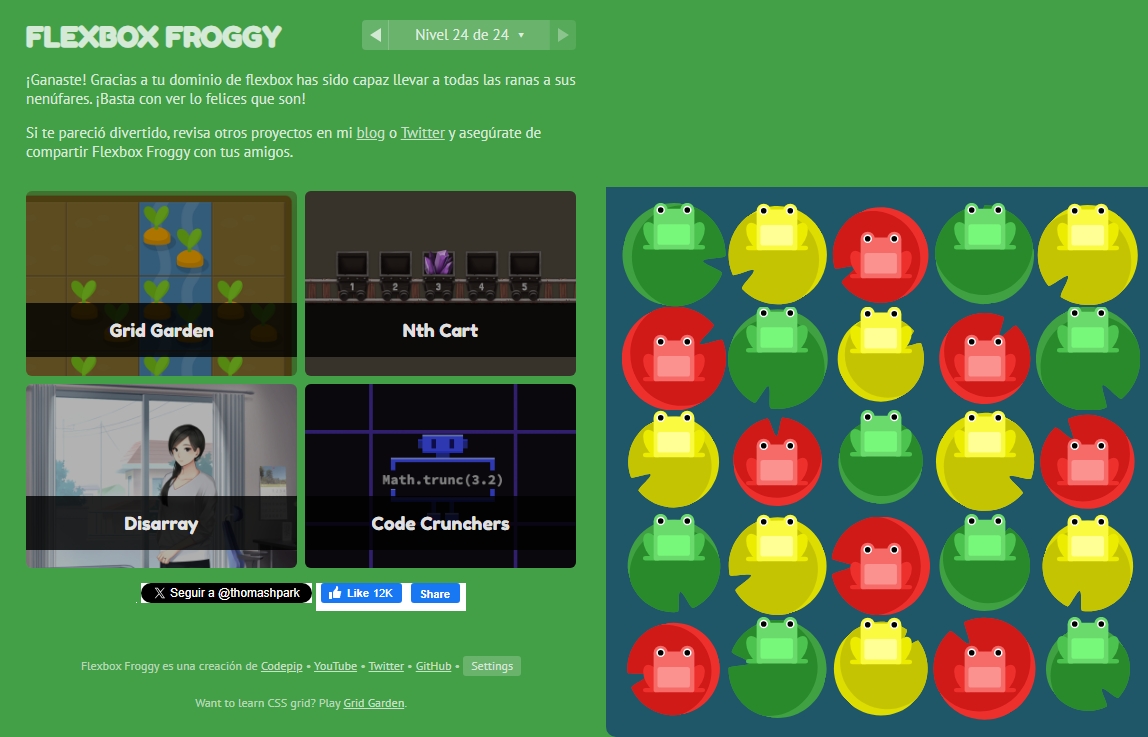 FLEXBOX FROGGY
Nivel 24 de 24
¡Ganaste! Gracias a tu dominio de flexbox has sido capaz llevar a todas las ranas a sus
nenúfares. ¡Basta con ver lo felices que son!
Si te pareció divertido, revisa otros proyectos en mi blog o Twitter y asegúrate de
compartir Flexbox Froggy con tus amigos.
Grid Garden
1 2 3 4 5
Nth Cart
Disarray
Math.trunc(3.2)
Code Crunchers
Seguir a @thomashpark
Like 12K
Share
Flexbox Froggy es una creación de Codepip • YouTube • Twitter • GitHub • Settings
Want to learn CSS grid? Play Grid Garden.